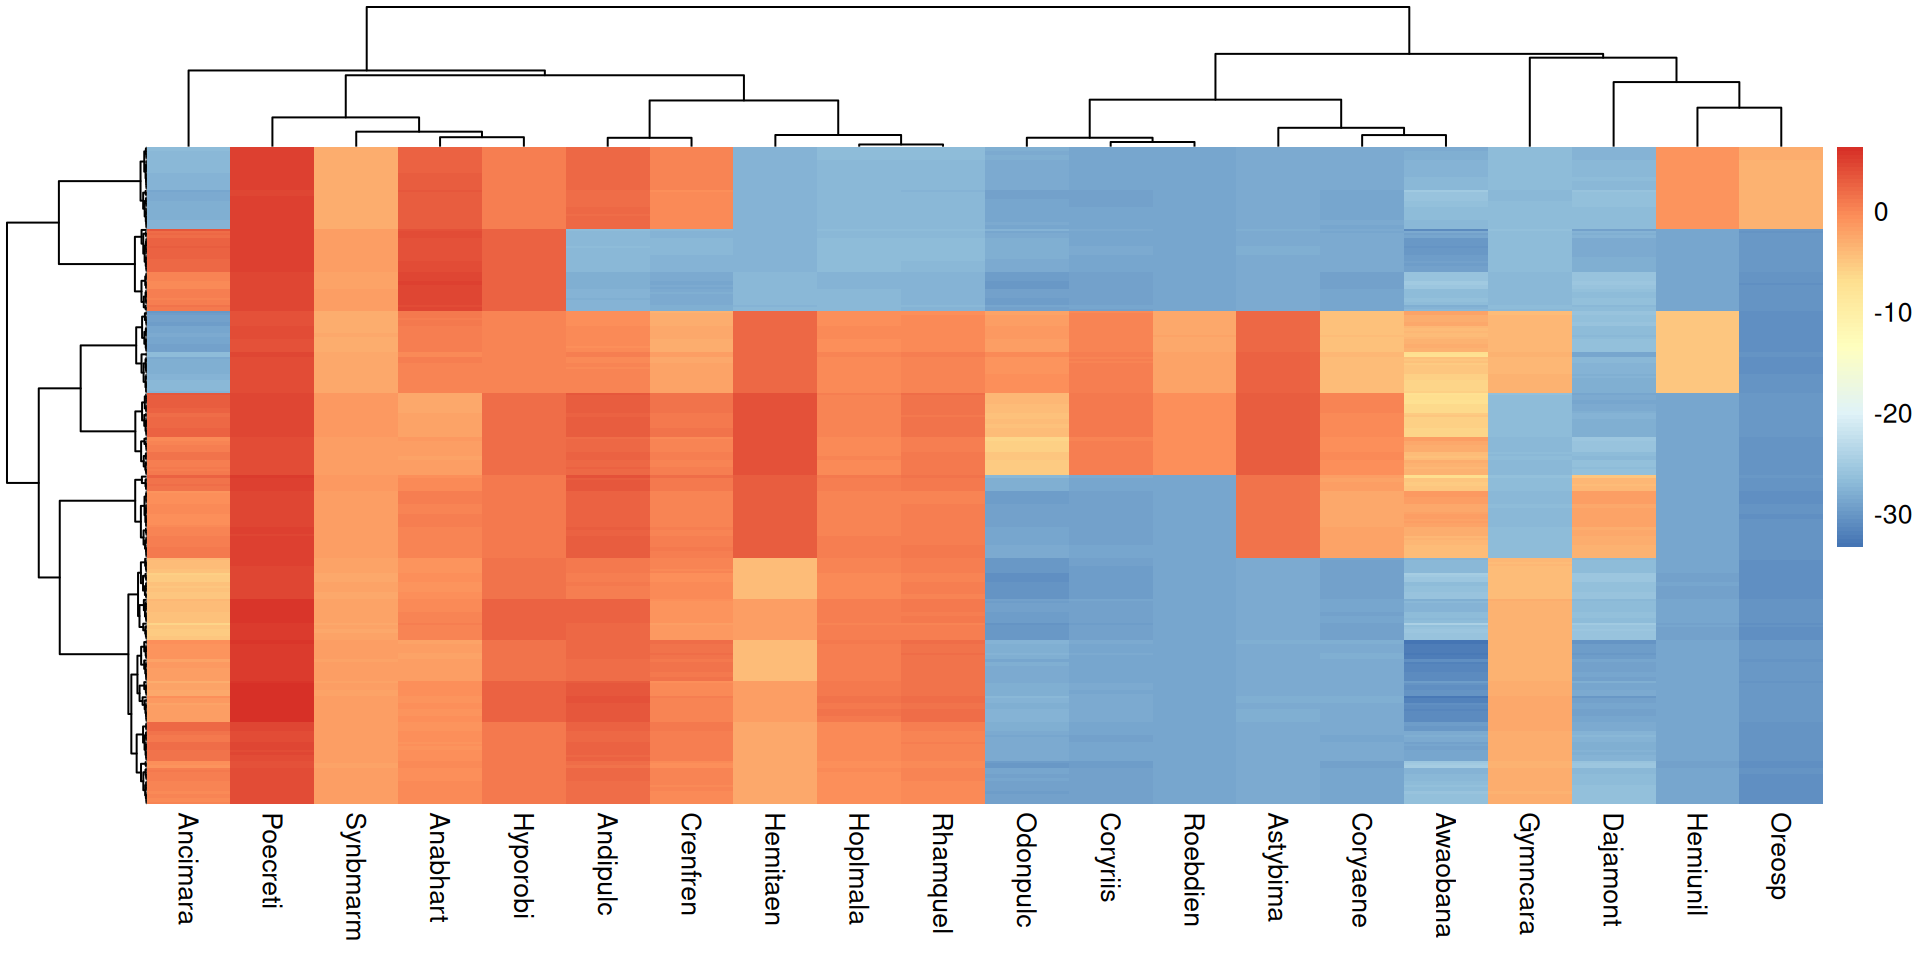 0
-10
-20
-30
Ancimara
Poecreti
Synbmarm
Anabhart
Hyporobi
Andipulc
Crenfren
Hemitaen
Hoplmala
Rhamquel
Odonpulc
Coryriis
Roebdien
Astybima
Coryaene
Awaobana
Gymncara
Dajamont
Hemiunil
Oreosp